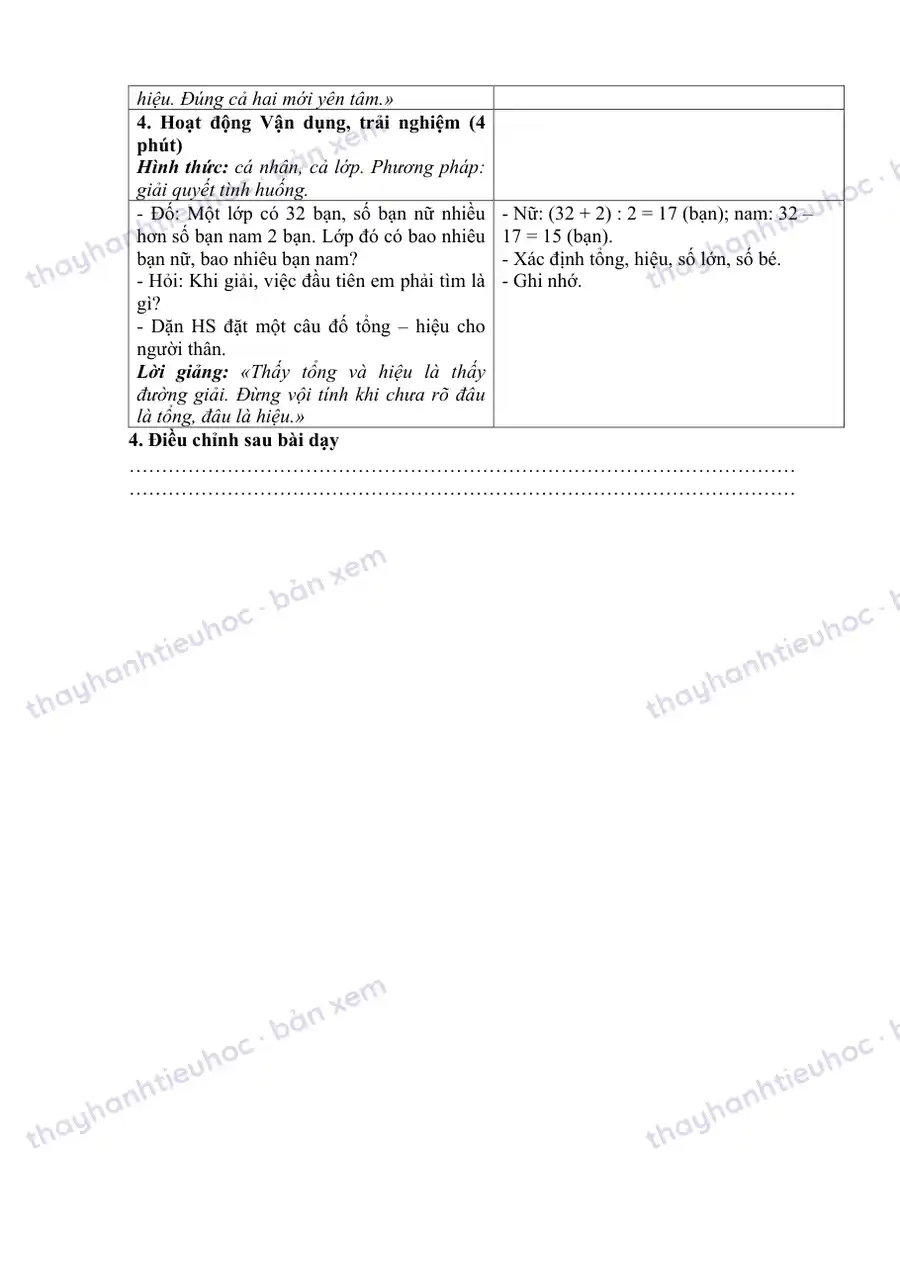 hiệu. Đúng cả hai mới yên tâm.»
4. Hoạt động Vận dụng, trải nghiệm (4
phút)
Hình thức: cá nhân, cả lớp. Phương pháp:
giải quyết tình huống.
- Đố: Một lớp có 32 bạn, số bạn nữ nhiều
hơn số bạn nam 2 bạn. Lớp đó có bao nhiêu
bạn nữ, bao nhiêu bạn nam?
- Hỏi: Khi giải, việc đầu tiên em phải tìm là
gì?
- Dặn HS đặt một câu đố tổng – hiệu cho
người thân.
Lời giảng: «Thấy tổng và hiệu là thấy
đường giải. Đừng vội tính khi chưa rõ đâu
là tổng, đâu là hiệu.»
- Nữ: (32 + 2) : 2 = 17 (bạn); nam: 32 –
17 = 15 (bạn).
- Xác định tổng, hiệu, số lớn, số bé.
- Ghi nhớ.
4. Điều chỉnh sau bài dạy
……………………………………………………………………………………………
……………………………………………………………………………………………
thayhanhtieuhoc · bản xem
thayhanhtieuhoc · b
thayhanhtieuhoc · bản xem
thayhanhtieuhoc · b
thayhanhtieuhoc · bản xem
thayhanhtieuhoc · b